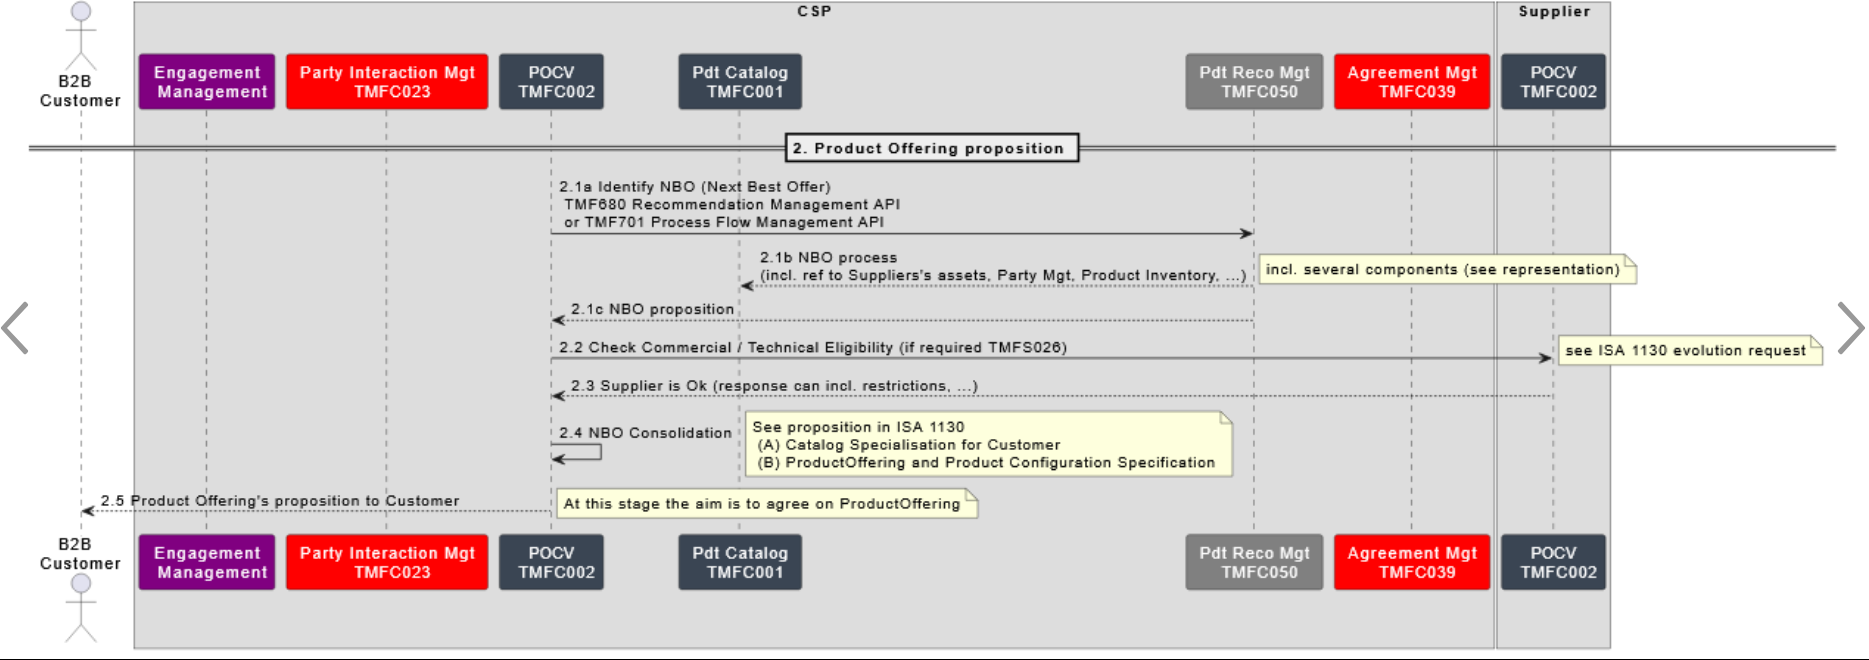 CSP
Supplier
B2B
Customer
Engagement
Management
Party Interaction Mgt
TMFC023
POCV
TMFC002
Pdt Catalog
TMFC001
Pdt Reco Mgt
TMFC050
Agreement Mgt
TMFC039
POCV
TMFC002
2. Product Offering proposition
2.1a Identify NBO (Next Best Offer)
TMF680 Recommendation Management API
or TMF701 Process Flow Management API
2.1b NBO process
(incl. ref to Suppliers's assets, Party Mgt, Product Inventory, ...)
incl. several components (see representation)
2.1c NBO proposition
2.2 Check Commercial / Technical Eligibility (if required TMFS026)
see ISA 1130 evolution request
2.3 Supplier is Ok (response can incl. restrictions, ...)
2.4 NBO Consolidation
See proposition in ISA 1130
(A) Catalog Specialisation for Customer
(B) ProductOffering and Product Configuration Specification
2.5 Product Offering's proposition to Customer
At this stage the aim is to agree on ProductOffering
B2B
Customer
Engagement
Management
Party Interaction Mgt
TMFC023
POCV
TMFC002
Pdt Catalog
TMFC001
Pdt Reco Mgt
TMFC050
Agreement Mgt
TMFC039
POCV
TMFC002